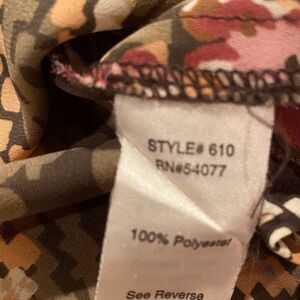 STYLE# 610
RN#54077
100% Polyester
See Reverse